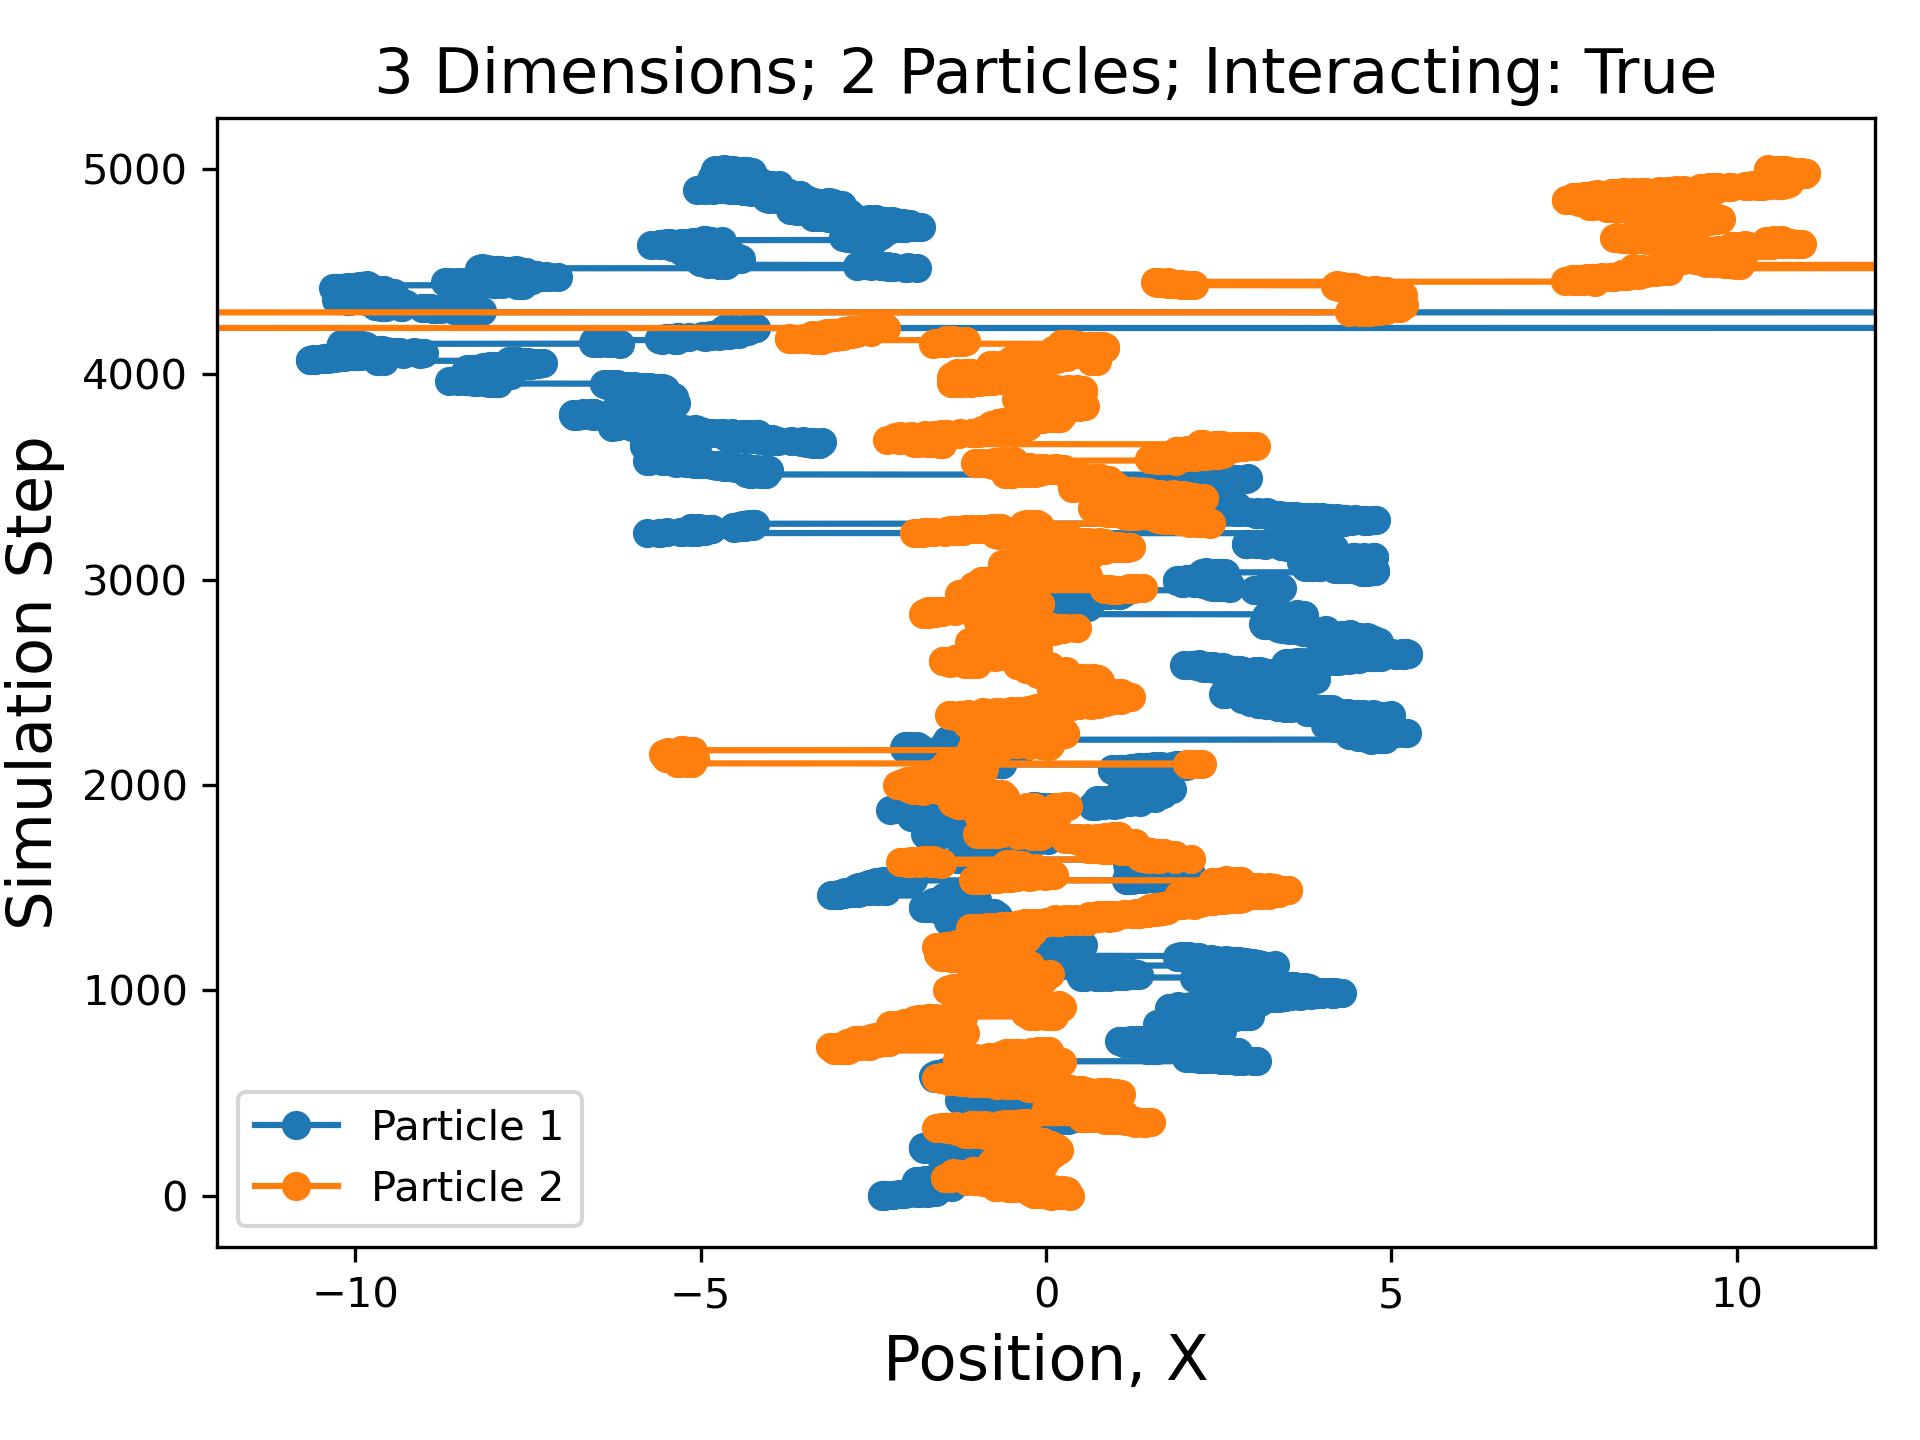 3 Dimensions; 2 Particles; Interacting: True
Simulation Step
5000
4000
3000
2000
1000
0
Particle 1
Particle 2
−10
−5
0
5
10
Position, X